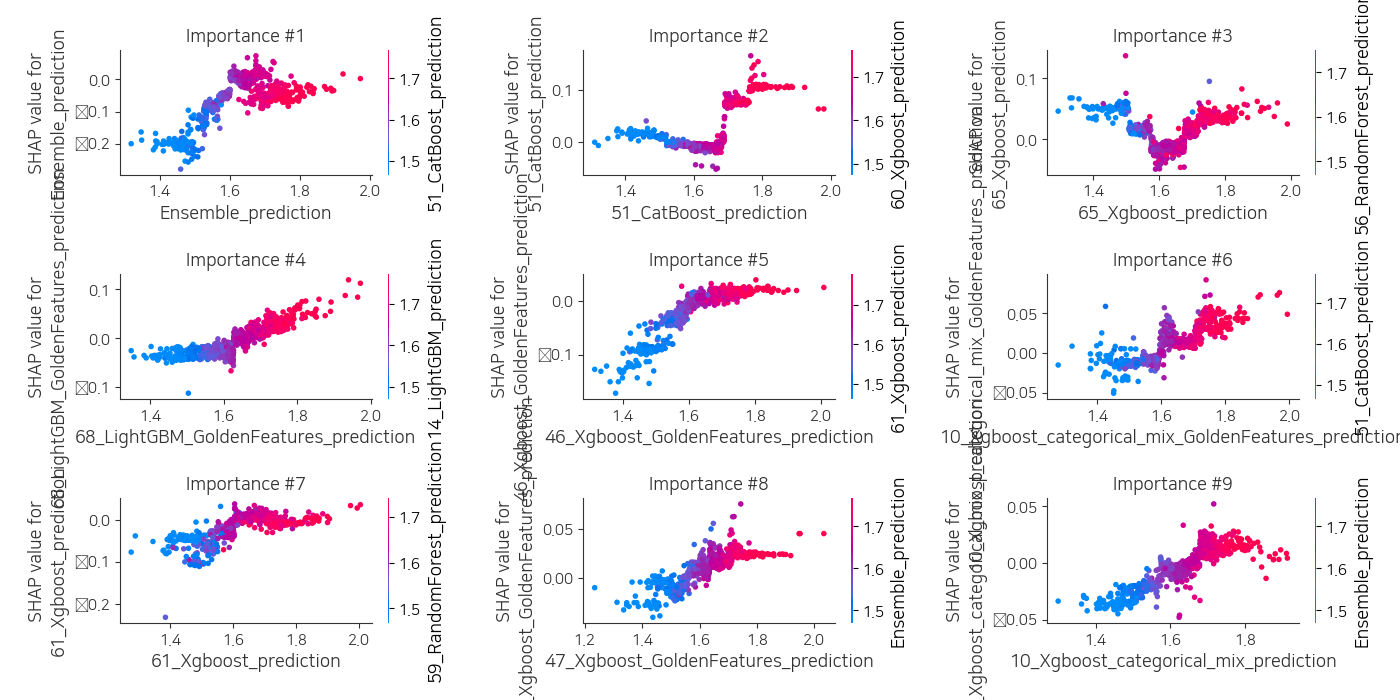 Importance #1
SHAP value for
Ensemble_prediction
0.0
0.1
0.2
1.4
1.6
1.8
2.0
Ensemble_prediction
1.7
1.6
1.5
51_CatBoost_prediction
Importance #2
SHAP value for
51_CatBoost_prediction
0.1
0.0
1.4
1.6
1.8
2.0
51_CatBoost_prediction
1.7
1.6
1.5
60_Xgboost_prediction
Importance #3
SHAP value for
65_Xgboost_prediction
0.1
0.0
1.4
1.6
1.8
2.0
65_Xgboost_prediction
1.7
1.6
1.5
56_RandomForest_prediction
Importance #4
SHAP value for
68_LightGBM_GoldenFeatures_prediction
0.1
0.0
0.1
1.4
1.6
1.8
2.0
68_LightGBM_GoldenFeatures_prediction
1.7
1.6
1.5
14_LightGBM_prediction
Importance #5
SHAP value for
46_Xgboost_GoldenFeatures_prediction
0.0
0.1
1.4
1.6
1.8
2.0
46_Xgboost_GoldenFeatures_prediction
1.7
1.6
1.5
61_Xgboost_prediction
Importance #6
SHAP value for
10_Xgboost_categorical_mix_GoldenFeatures_prediction
0.05
0.00
0.05
1.4
1.6
1.8
2.0
10_Xgboost_categorical_mix_GoldenFeatures_prediction
1.7
1.6
1.5
51_CatBoost_prediction
Importance #7
SHAP value for
61_Xgboost_prediction
0.0
0.1
0.2
1.4
1.6
1.8
2.0
61_Xgboost_prediction
1.7
1.6
1.5
59_RandomForest_prediction
Importance #8
SHAP value for
Xgboost_GoldenFeatures_prediction
0.05
0.00
1.2
1.4
1.6
1.8
2.0
47_Xgboost_GoldenFeatures_prediction
1.7
1.6
1.5
Ensemble_prediction
Importance #9
SHAP value for
10_Xgboost_categorical_mix_prediction
0.05
0.00
0.05
1.4
1.6
1.8
10_Xgboost_categorical_mix_prediction
1.7
1.6
1.5
Ensemble_prediction